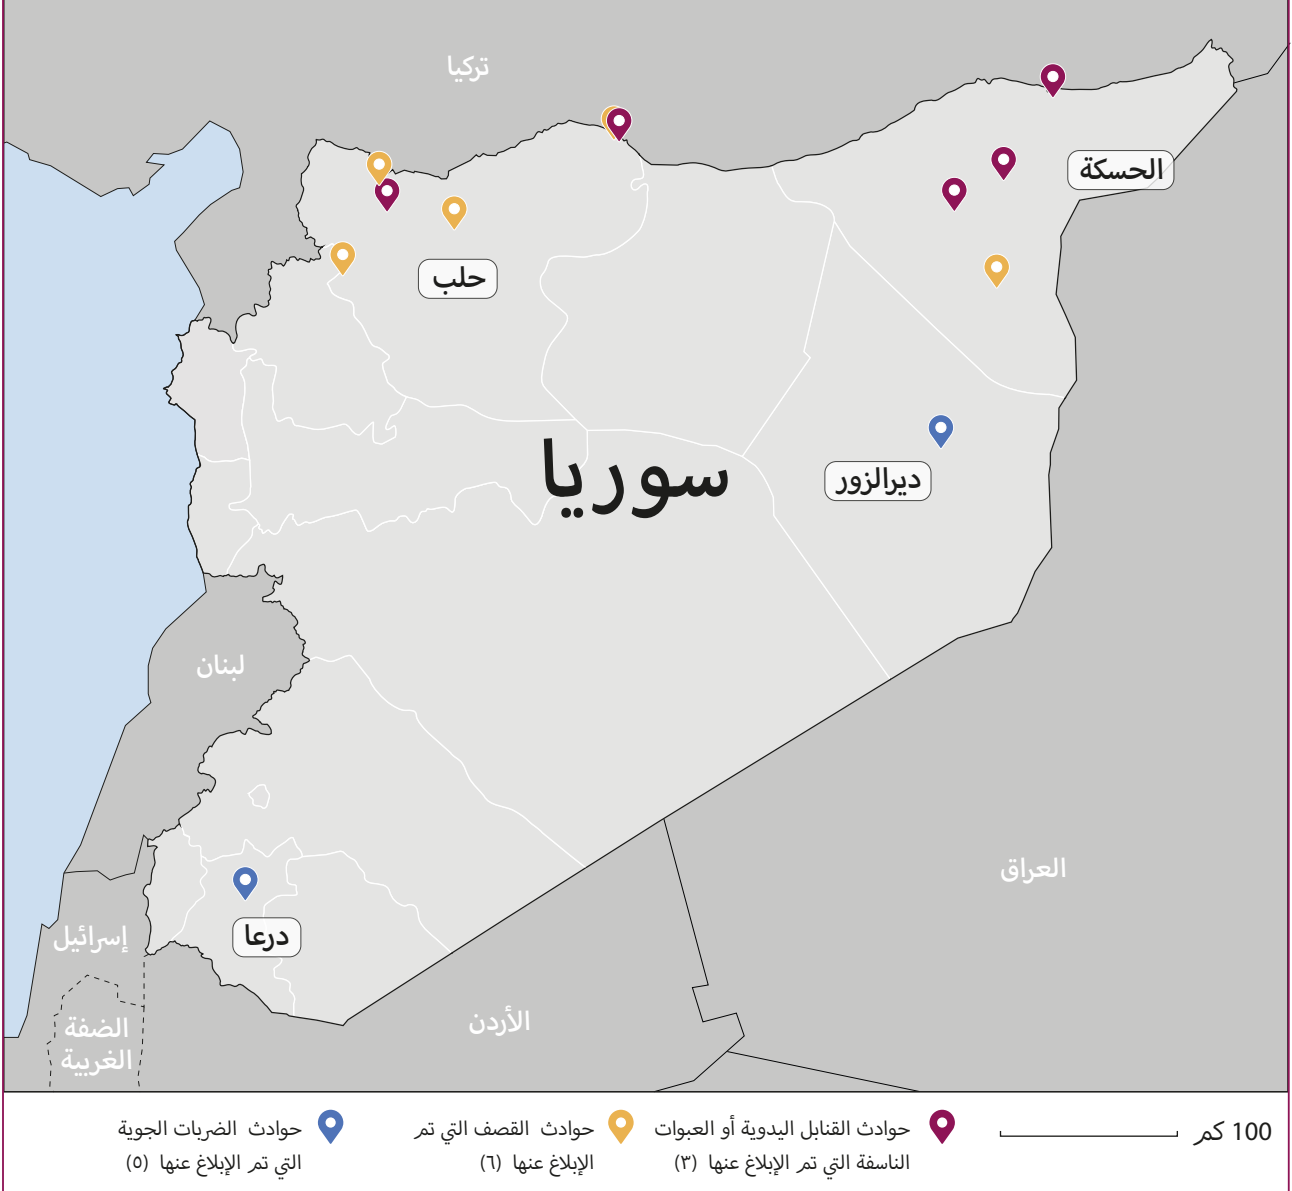 تركيا
الحسكة
حلب
سوريا
ديرالزور
لبنان
العراق
درعا
إسرائيل
الأردن
الضفة
الغربية
100 كم
حوادث القنابل اليدوية أو العبوات
الناسفة التي تم الإبلاغ عنها (٣)
حوادث القصف التي تم
الإبلاغ عنها (٦)
حوادث الضربات الجوية
التي تم الإبلاغ عنها (٥)